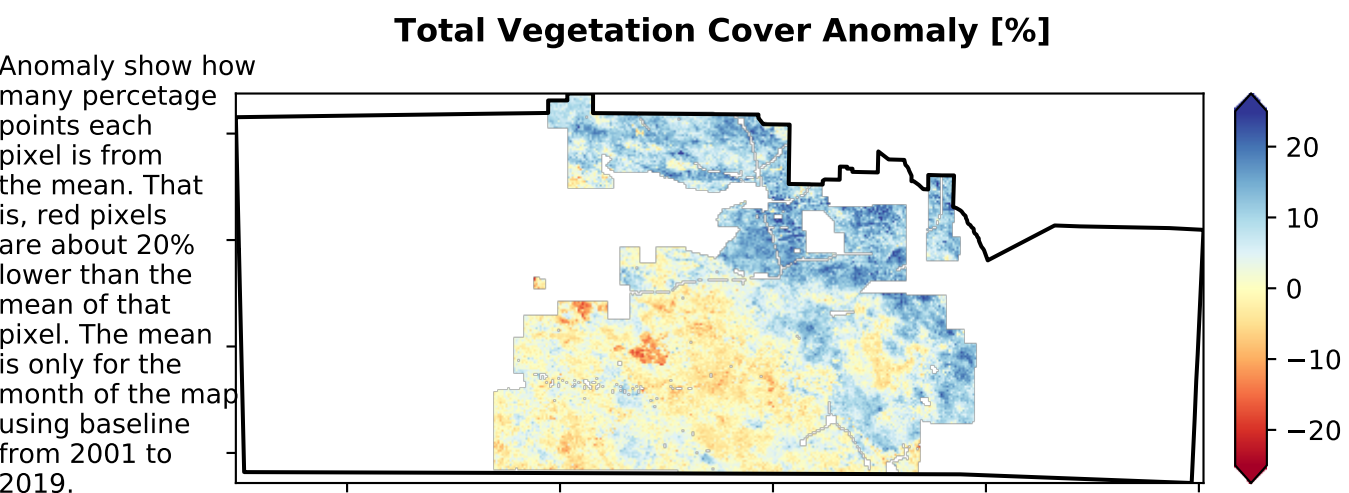 Total Vegetation Cover Anomaly [%]
Anomaly show how
many percetage
points each
pixel is from
the mean. That
is, red pixels
are about 20%
lower than the
mean of that
pixel. The mean
is only for the
month of the map
using baseline
from 2001 to
2019.
20
10
0
−10
−20